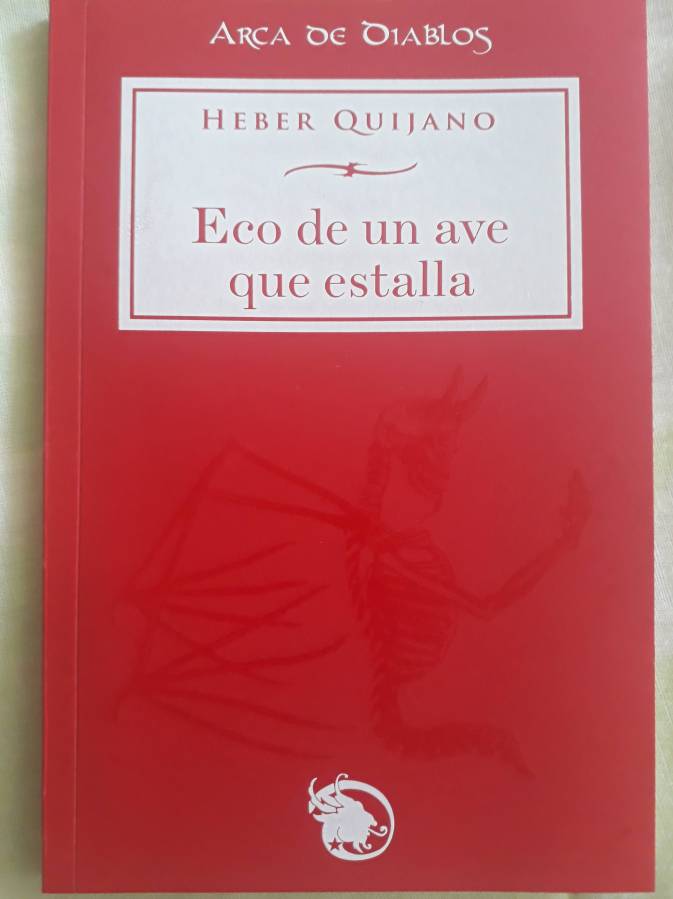 Arca de Diablos
Heber Quijano
Eco de un ave
que estalla